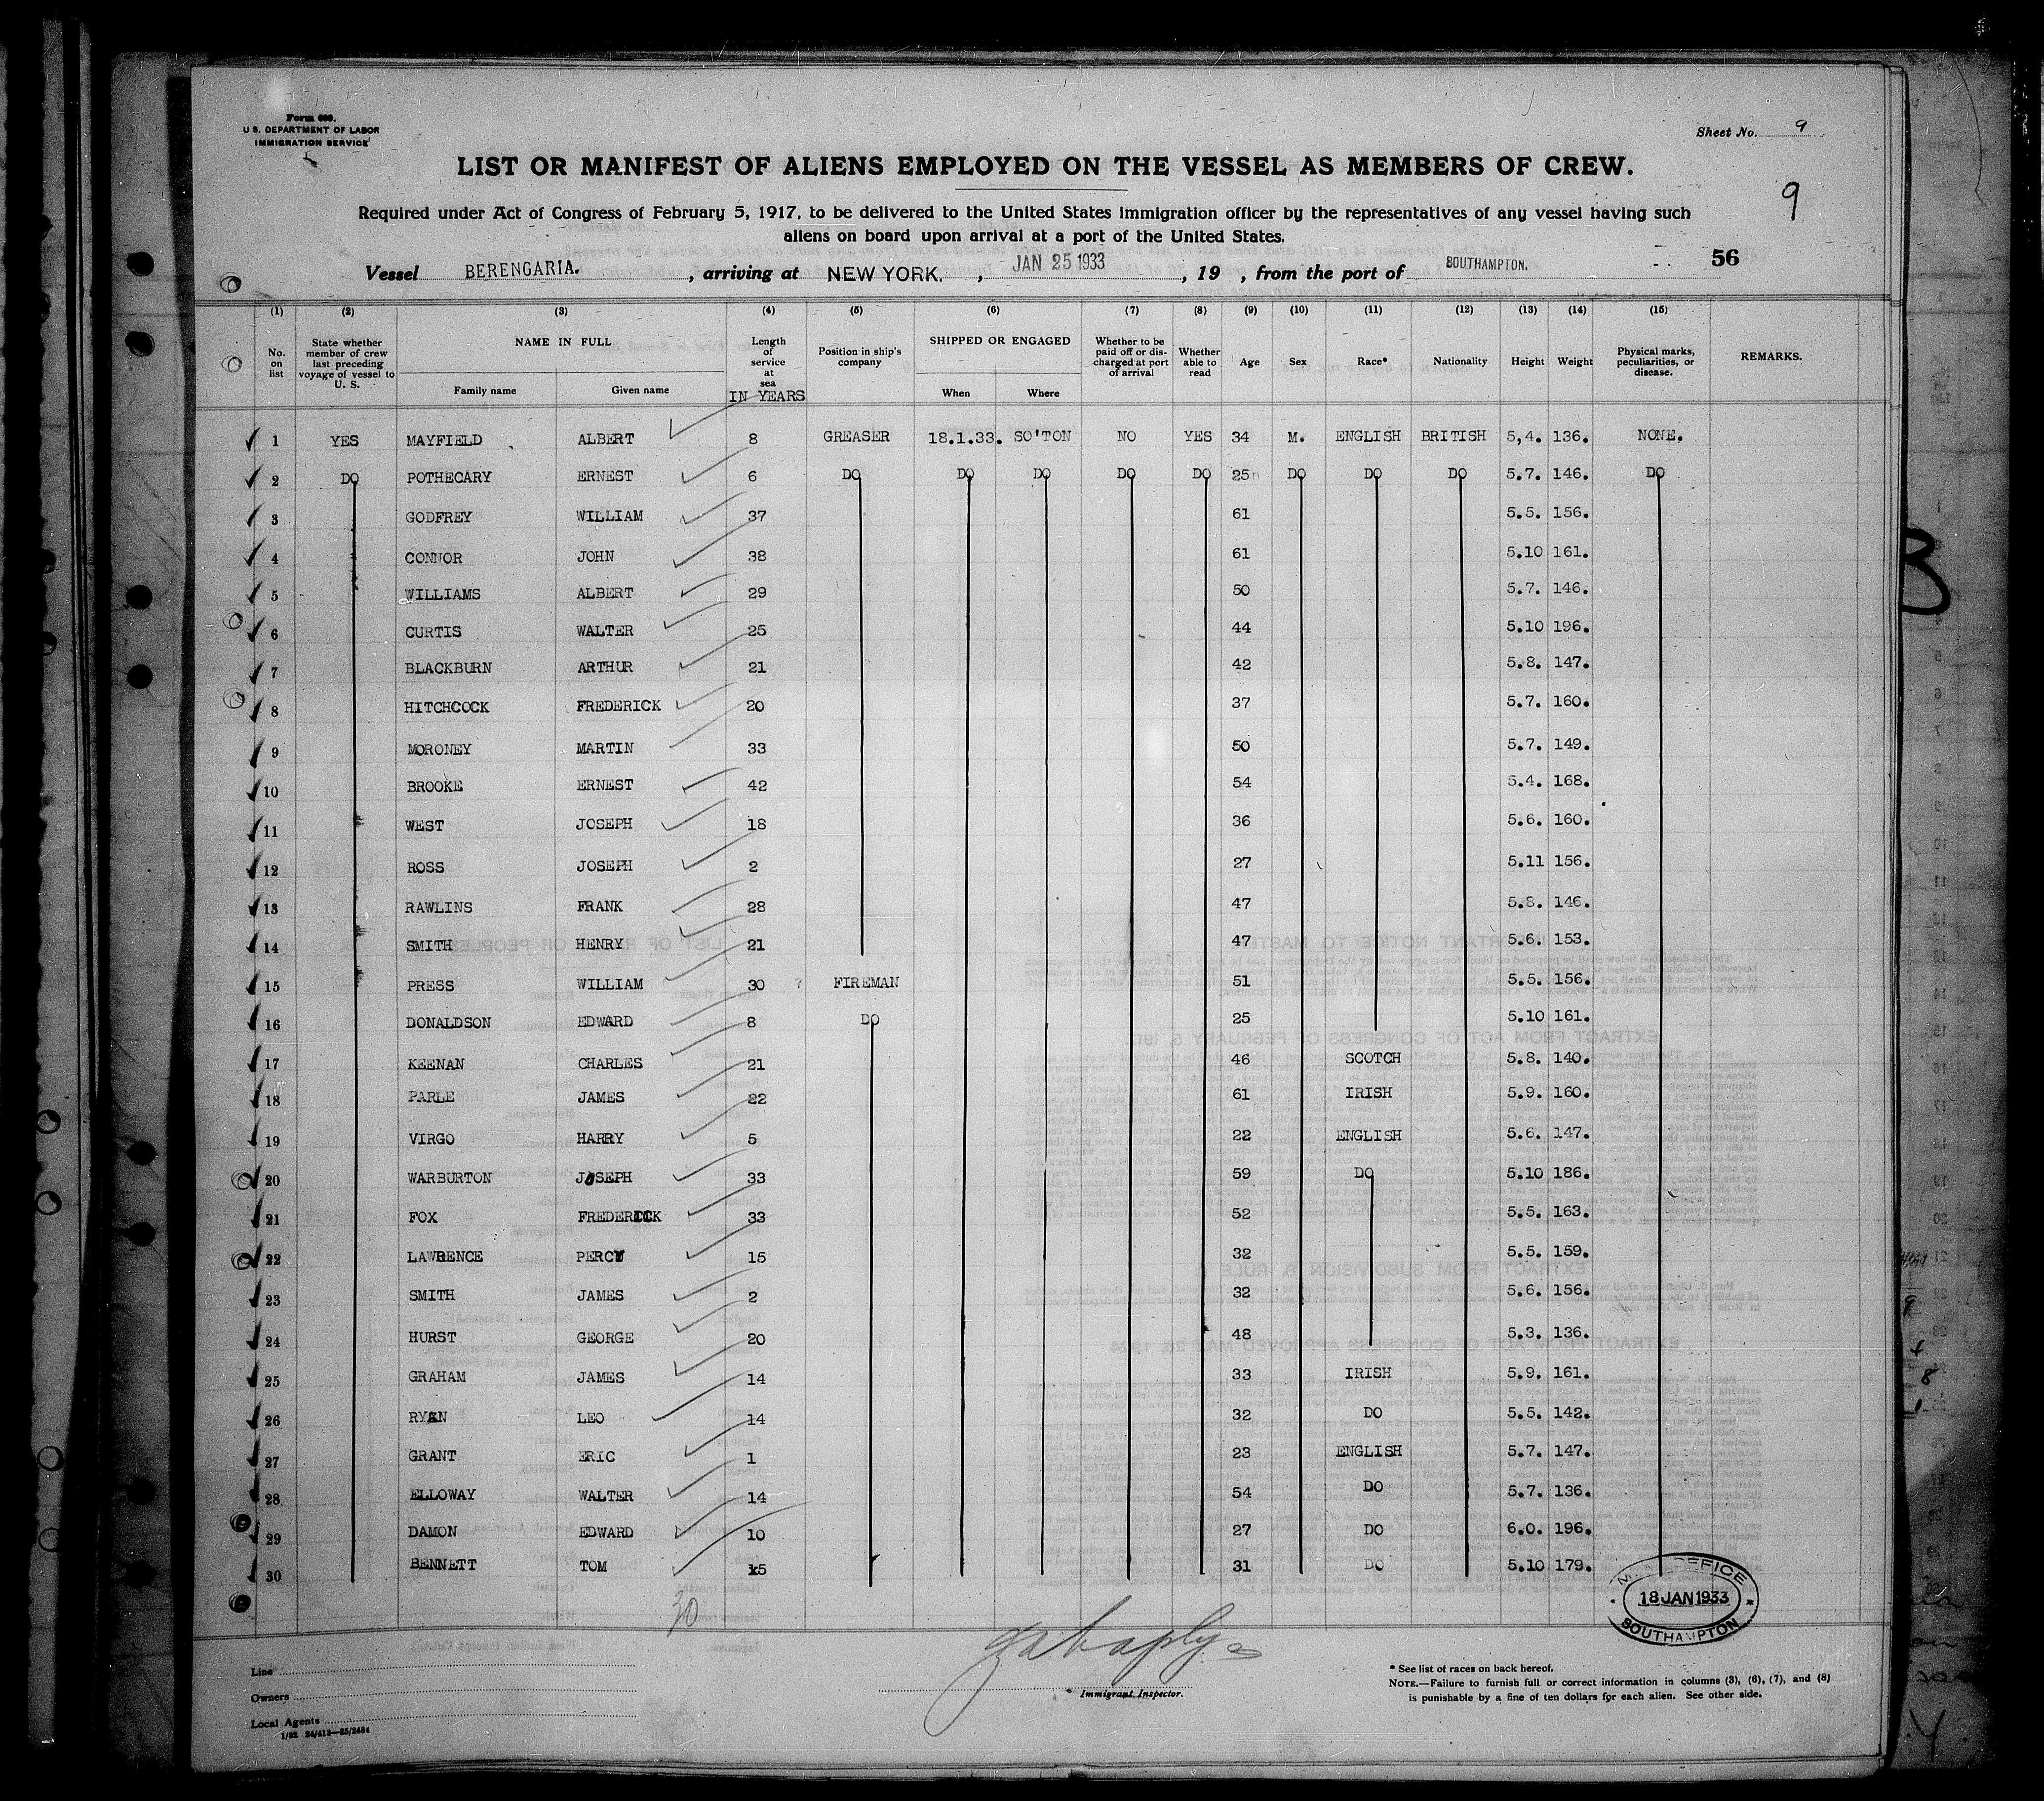 Form 689.
U S. DEPARTMENT OF LABOR
IMMIGRATION SERVICE
Sheet No. 9
LIST OR MANIFEST OF ALIENS EMPLOYED ON THE VESSEL AS MEMBERS OF CREW.
9
Required under Act of Congress of February 5, 1917, to be delivered to the United States immigration officer by the representatives of any vessel having such
aliens on board upon arrival at a port of the United States.
Vessel BERENGARIA. , arriving at NEW YORK. , JAN 25 1933 , 19 , from the port of SOUTHAMPTON. 56
(1) (2) (3) (4) (5) (6) (7) (8) (9) (10) (11) (12) (13) (14) (15)
No. on list State whether member of crew last preceding voyage of vessel to U. S. NAME IN FULL Family name Given name Length of service at sea IN YEARS Position in ship's company SHIPPED OR ENGAGED When Where Whether to be paid off or discharged at port of arrival Whether able to read Age Sex Race* Nationality Height Weight Physical marks, peculiarities, or disease. REMARKS.
1 YES MAYFIELD ALBERT 8 GREASER 18.1.33. SO'TON NO YES 34 M. ENGLISH BRITISH 5,4. 136. NONE.
2 DO POTHECARY ERNEST 6 DO DO DO DO DO 25 DO DO DO 5.7. 146. DO
3 GODFREY WILLIAM 37 61 5.5. 156.
4 CONNOR JOHN 38 61 5.10 161.
5 WILLIAMS ALBERT 29 50 5.7. 146.
6 CURTIS WALTER 25 44 5.10 196.
7 BLACKBURN ARTHUR 21 42 5.8. 147.
8 HITCHCOCK FREDERICK 20 37 5.7. 160.
9 MORONEY MARTIN 33 50 5.7. 149.
10 BROOKE ERNEST 42 54 5.4. 168.
11 WEST JOSEPH 18 36 5.6. 160.
12 ROSS JOSEPH 2 27 5.11 156.
13 RAWLINS FRANK 28 47 5.8. 146.
14 SMITH HENRY 21 47 5.6. 153.
15 PRESS WILLIAM 30 ? FIREMAN 51 5.5. 156.
16 DONALDSON EDWARD 8 DO 25 5.10 161.
17 KEENAN CHARLES 21 46 SCOTCH 5.8. 140.
18 PARLE JAMES 22 61 IRISH 5.9. 160.
19 VIRGO HARRY 5 22 ENGLISH 5.6. 147.
20 WARBURTON JOSEPH 33 59 DO 5.10 186.
21 FOX FREDERICK 33 52 5.5. 163.
22 LAWRENCE PERCY 15 32 5.5. 159.
23 SMITH JAMES 2 32 5.6. 156.
24 HURST GEORGE 20 48 5.3. 136.
25 GRAHAM JAMES 14 33 IRISH 5.9. 161.
26 RYAN LEO 14 32 DO 5.5. 142.
27 GRANT ERIC 1 23 ENGLISH 5.7. 147.
28 ELLOWAY WALTER 14 54 DO 5.7. 136.
29 DAMON EDWARD 10 27 DO 6.0. 196.
30 BENNETT TOM 15 31 DO 5.10 179.
30
OFFICE
18 JAN 1933
SOUTHAMPTON
Line
Owners
Local Agents
1/32 24/413—25/2484
Immigrant Inspector.
* See list of races on back hereof.
NOTE.—Failure to furnish full or correct information in columns (3), (6), (7), and (8)
is punishable by a fine of ten dollars for each alien. See other side.